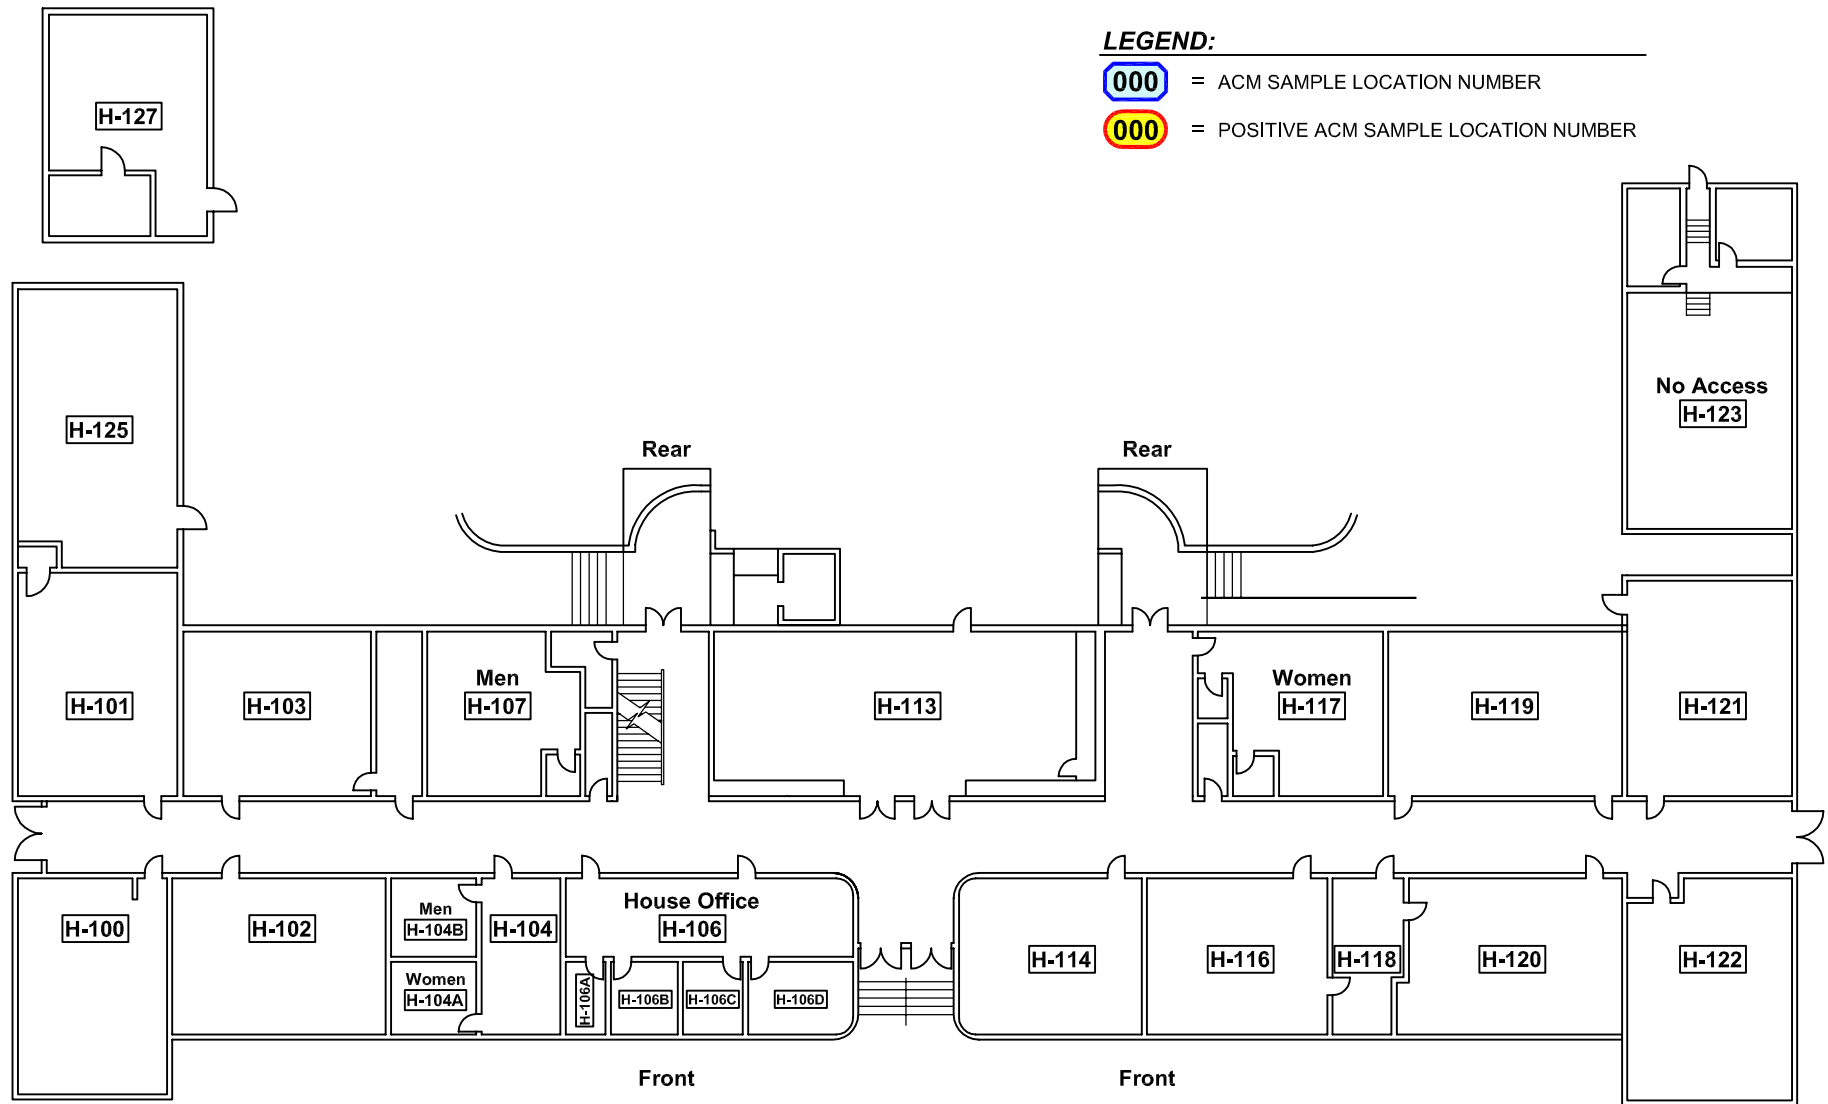 LEGEND:
000 = ACM SAMPLE LOCATION NUMBER
000 = POSITIVE ACM SAMPLE LOCATION NUMBER
H-127
No Access
H-123
H-125
Rear
Rear
Men
H-107
Women
H-117
H-101
H-103
H-113
H-119
H-121
House Office
H-106
Men
H-104B
H-100
H-102
H-104
Women
H-104A
H-106A
H-106B
H-106C
H-106D
H-114
H-116
H-118
H-120
H-122
Front
Front